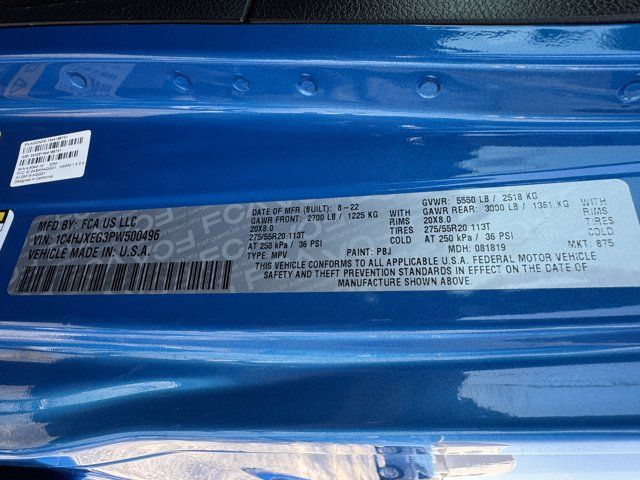 MFD BY: FCA US LLC
VIN: 1C4HJXEG3PW500496
VEHICLE MADE IN: U.S.A.
DATE OF MFR (BUILT): 8-22
GAWR FRONT: 2700 LB / 1225 KG
WITH
20X8.0
RIMS
275/55R20 113T
TIRES
AT 250 kPa / 36 PSI
COLD
TYPE: MPV
PAINT: PBJ
GVWR: 5550 LB / 2518 KG
GAWR REAR: 3000 LB / 1361 KG
WITH
20X8.0
RIMS
275/55R20 113T
TIRES
AT 250 kPa / 36 PSI
COLD
MDH: 081819
MKT: 875
THIS VEHICLE CONFORMS TO ALL APPLICABLE U.S.A. FEDERAL MOTOR VEHICLE
SAFETY AND THEFT PREVENTION STANDARDS IN EFFECT ON THE DATE OF
MANUFACTURE SHOWN ABOVE.
Designed in California